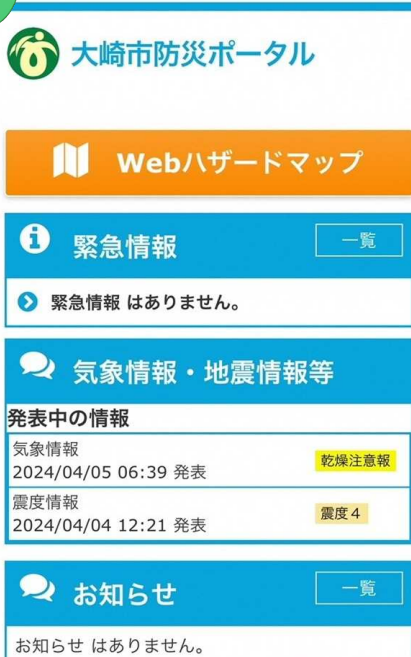 大崎市防災ポータル
Webハザードマップ
緊急情報
一覧
緊急情報 はありません。
気象情報・地震情報等
発表中の情報
気象情報
2024/04/05 06:39 発表
乾燥注意報
震度情報
2024/04/04 12:21 発表
震度４
お知らせ
一覧
お知らせ はありません。